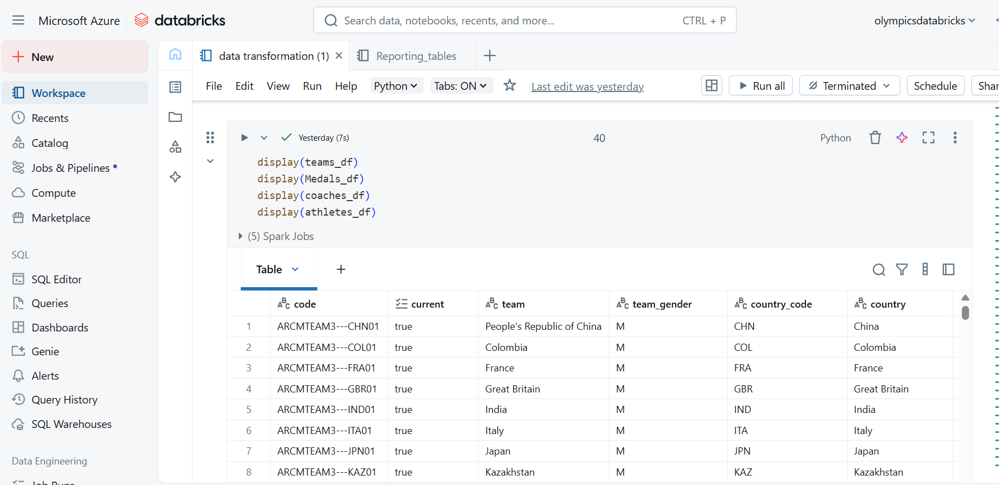 Microsoft Azure databricks Search data, notebooks, recents, and more... CTRL + P olympicsdatabricks
New data transformation (1) Reporting_tables
File Edit View Run Help Python Tabs: ON Last edit was yesterday Run all Terminated Schedule Shar
Workspace
Recents
Catalog
Jobs & Pipelines
Compute
Marketplace
SQL
SQL Editor
Queries
Dashboards
Genie
Alerts
Query History
SQL Warehouses
Data Engineering
Job Runs
Yesterday (7s) 40 Python
display(teams_df)
display(Medals_df)
display(coaches_df)
display(athletes_df)
(5) Spark Jobs
Table
code current team team_gender country_code country
1 ARCMTEAM3---CHN01 true People's Republic of China M CHN China
2 ARCMTEAM3---COL01 true Colombia M COL Colombia
3 ARCMTEAM3---FRA01 true France M FRA France
4 ARCMTEAM3---GBR01 true Great Britain M GBR Great Britain
5 ARCMTEAM3---IND01 true India M IND India
6 ARCMTEAM3---ITA01 true Italy M ITA Italy
7 ARCMTEAM3---JPN01 true Japan M JPN Japan
8 ARCMTEAM3---KAZ01 true Kazakhstan M KAZ Kazakhstan